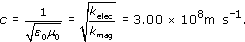 c = 1/√(ε₀μ₀) = √(k_elec/k_mag) = 3.00 × 10⁸m s⁻¹.